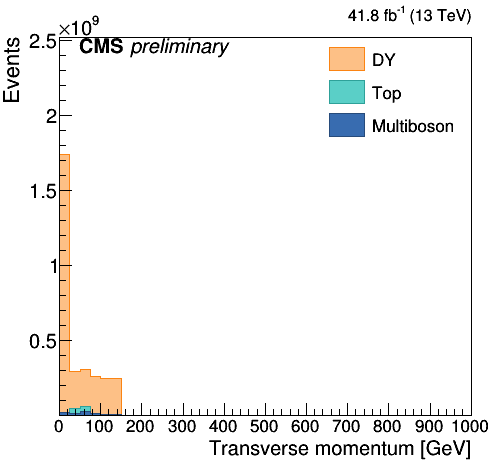 41.8 fb⁻¹ (13 TeV)
×10⁹
CMS preliminary
Events
2.5
2
1.5
1
0.5
DY
Top
Multiboson
0 100 200 300 400 500 600 700 800 900 1000
Transverse momentum [GeV]